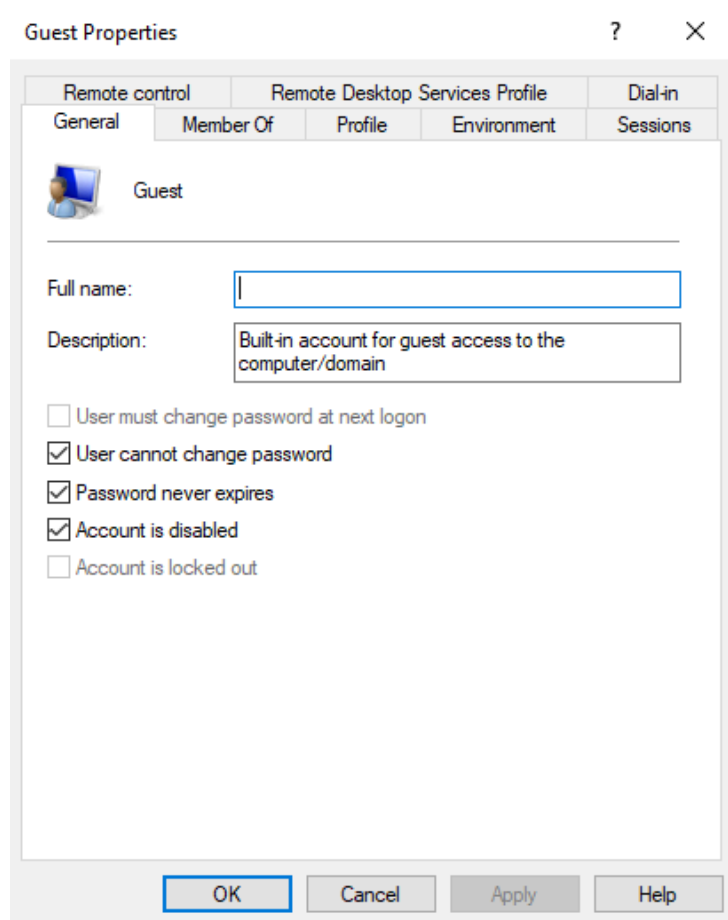 Guest Properties ?
Remote control Remote Desktop Services Profile Dial-in
General Member Of Profile Environment Sessions
Guest
Full name:
Description: Built-in account for guest access to the
computer/domain
User must change password at next logon
User cannot change password
Password never expires
Account is disabled
Account is locked out
OK Cancel Apply Help